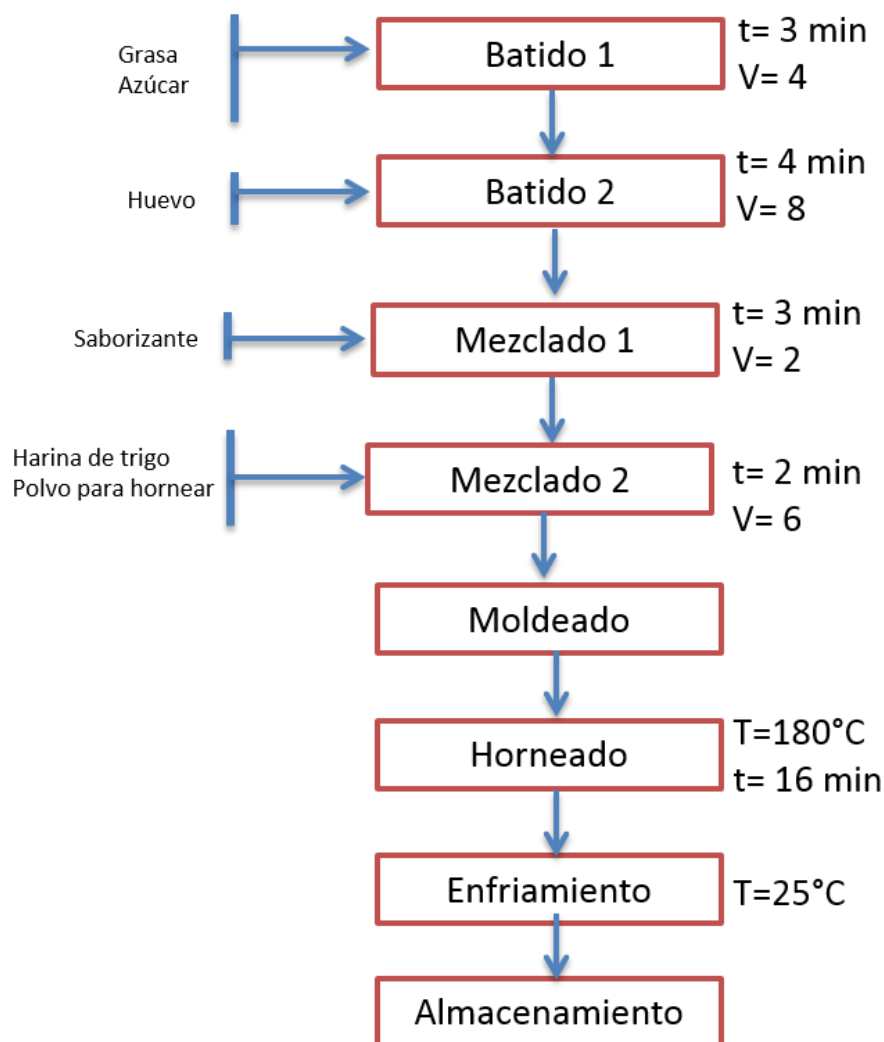 Grasa
Azúcar
Batido 1
t= 3 min
V= 4
Huevo
Batido 2
t= 4 min
V= 8
Saborizante
Mezclado 1
t= 3 min
V= 2
Harina de trigo
Polvo para hornear
Mezclado 2
t= 2 min
V= 6
Moldeado
Horneado
T=180°C
t= 16 min
Enfriamiento
T=25°C
Almacenamiento